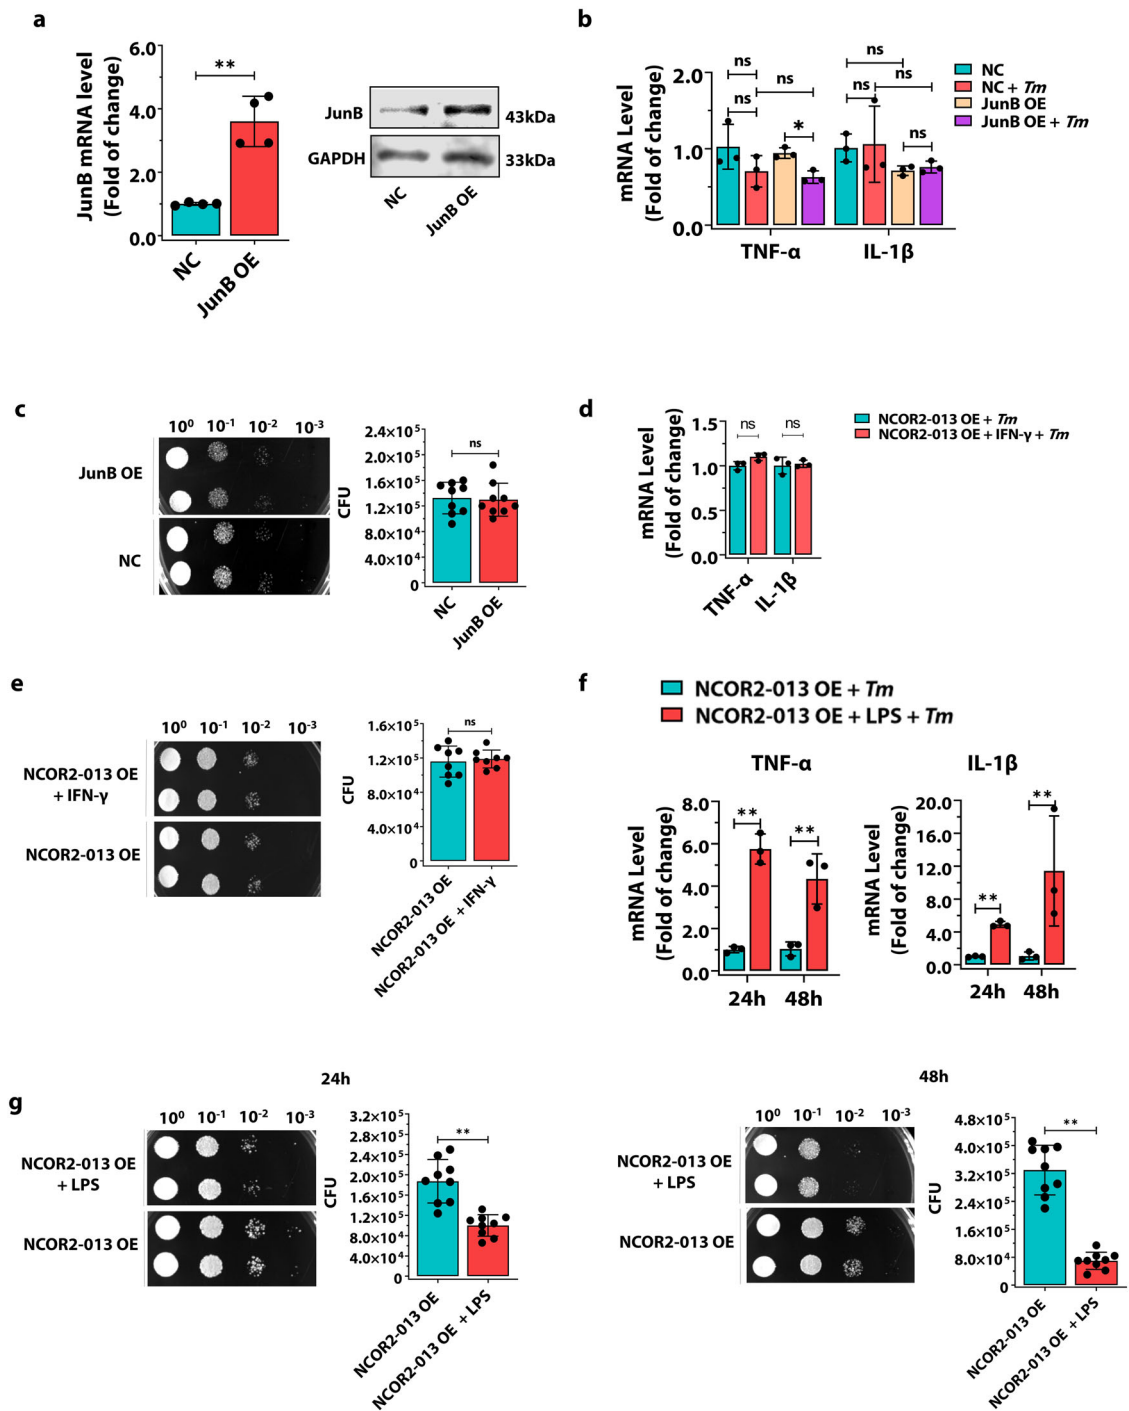 a
JunB mRNA level
(Fold of change)
6.0
4.0
2.0
0.0
**
NC
JunB OE
JunB
43kDa
GAPDH
33kDa
NC
JunB OE
b
mRNA Level
(Fold of change)
2.0
1.0
0.0
ns
ns
ns
*
ns
ns
ns
ns
TNF-α
IL-1β
NC
NC + Tm
JunB OE
JunB OE + Tm
c
10⁰ 10⁻¹ 10⁻² 10⁻³
JunB OE
NC
CFU
2.4×10⁵
2.0×10⁵
1.6×10⁵
1.2×10⁵
8.0×10⁴
4.0×10⁴
0
ns
NC
JunB OE
d
mRNA Level
(Fold of change)
1.5
1.0
0.5
0.0
ns
ns
TNF-α
IL-1β
NCOR2-013 OE + Tm
NCOR2-013 OE + IFN-γ + Tm
e
10⁰ 10⁻¹ 10⁻² 10⁻³
NCOR2-013 OE
+ IFN-γ
NCOR2-013 OE
CFU
1.6×10⁵
1.2×10⁵
8.0×10⁴
4.0×10⁴
0
ns
NCOR2-013 OE
NCOR2-013 OE + IFN-γ
f
NCOR2-013 OE + Tm
NCOR2-013 OE + LPS + Tm
TNF-α
mRNA Level
(Fold of change)
8.0
6.0
4.0
2.0
0.0
**
**
24h
48h
IL-1β
mRNA Level
(Fold of change)
20.0
16.0
12.0
8.0
4.0
0.0
**
**
24h
48h
g
24h
10⁰ 10⁻¹ 10⁻² 10⁻³
NCOR2-013 OE
+ LPS
NCOR2-013 OE
CFU
3.2×10⁵
2.8×10⁵
2.4×10⁵
2.0×10⁵
1.6×10⁵
1.2×10⁵
8.0×10⁴
4.0×10⁴
0
**
NCOR2-013 OE
NCOR2-013 OE + LPS
48h
10⁰ 10⁻¹ 10⁻² 10⁻³
NCOR2-013 OE
+ LPS
NCOR2-013 OE
CFU
4.8×10⁵
4.0×10⁵
3.2×10⁵
2.4×10⁵
1.6×10⁵
8.0×10⁴
0
**
NCOR2-013 OE
NCOR2-013 OE + LPS